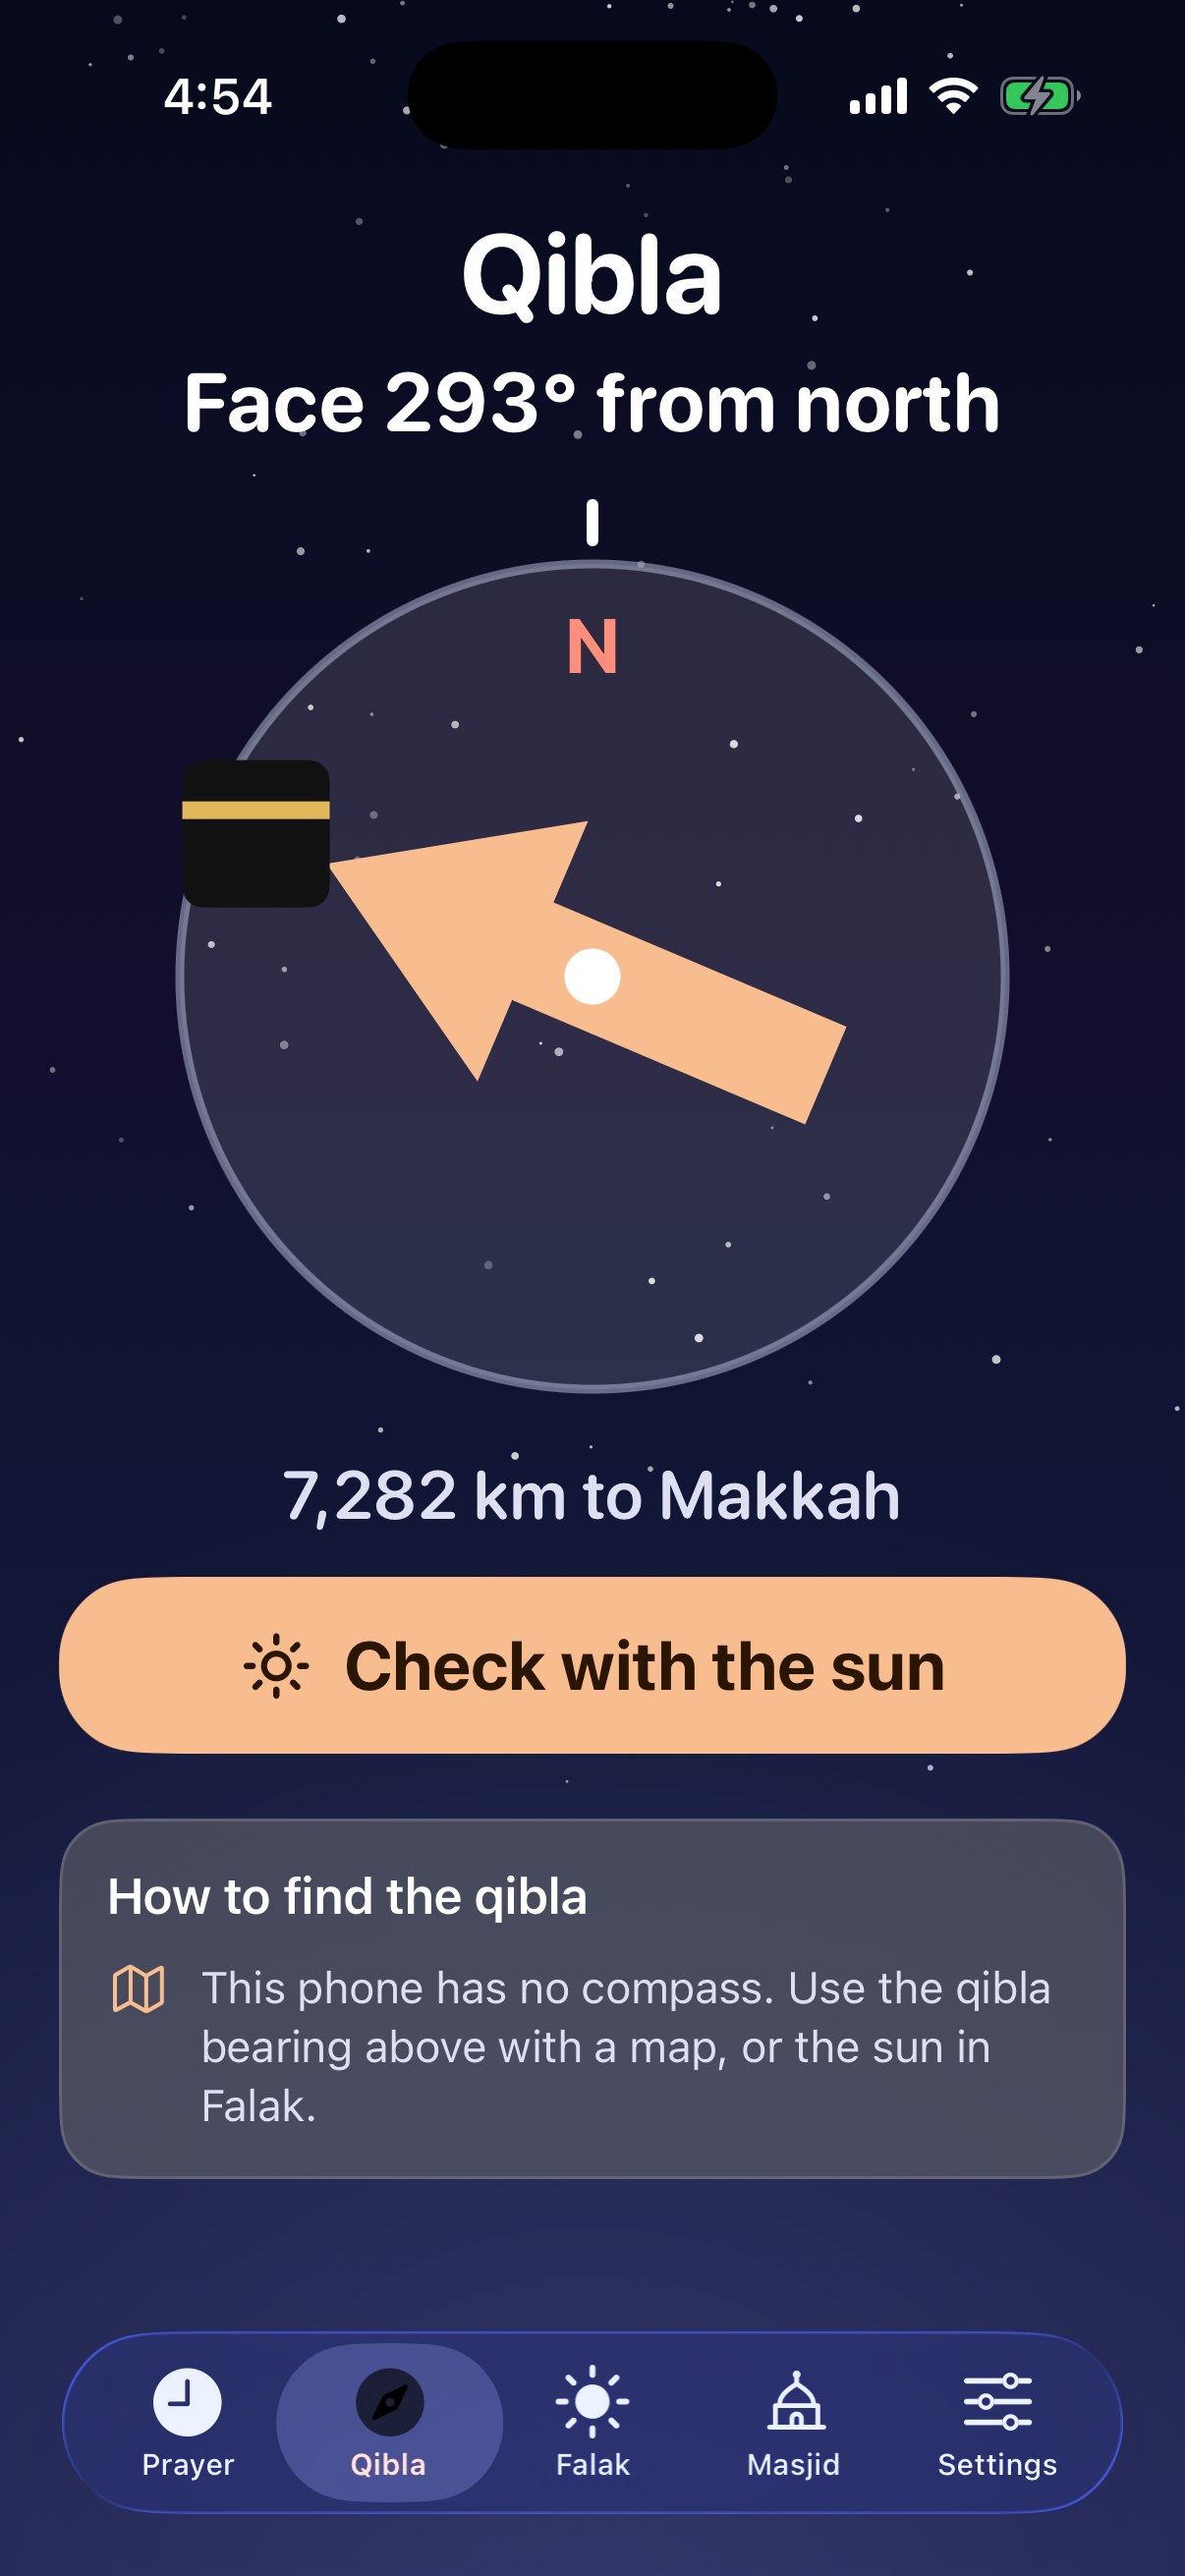 4:54
Qibla
Face 293° from north
N
7,282 km to Makkah
Check with the sun
How to find the qibla
This phone has no compass. Use the qibla
bearing above with a map, or the sun in
Falak.
Prayer
Qibla
Falak
Masjid
Settings